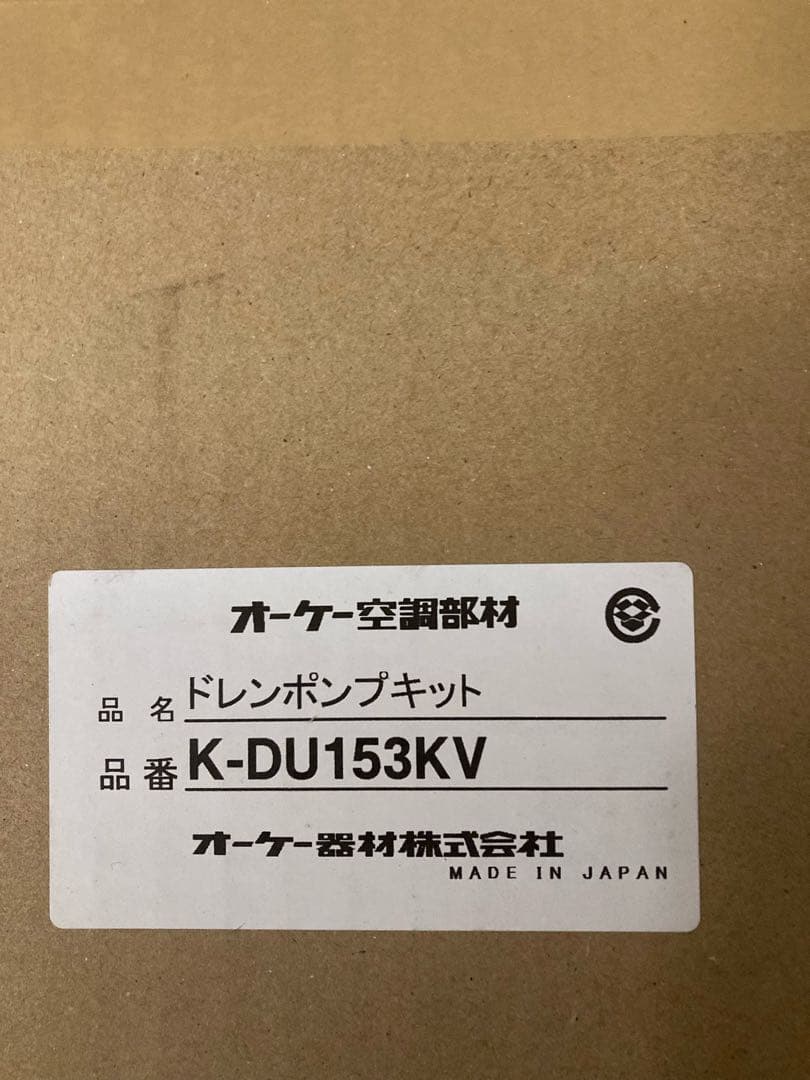 オーケー空調部材
品名 ドレンポンプキット
品番 K-DU153KV
オーケー器材株式会社
MADE IN JAPAN